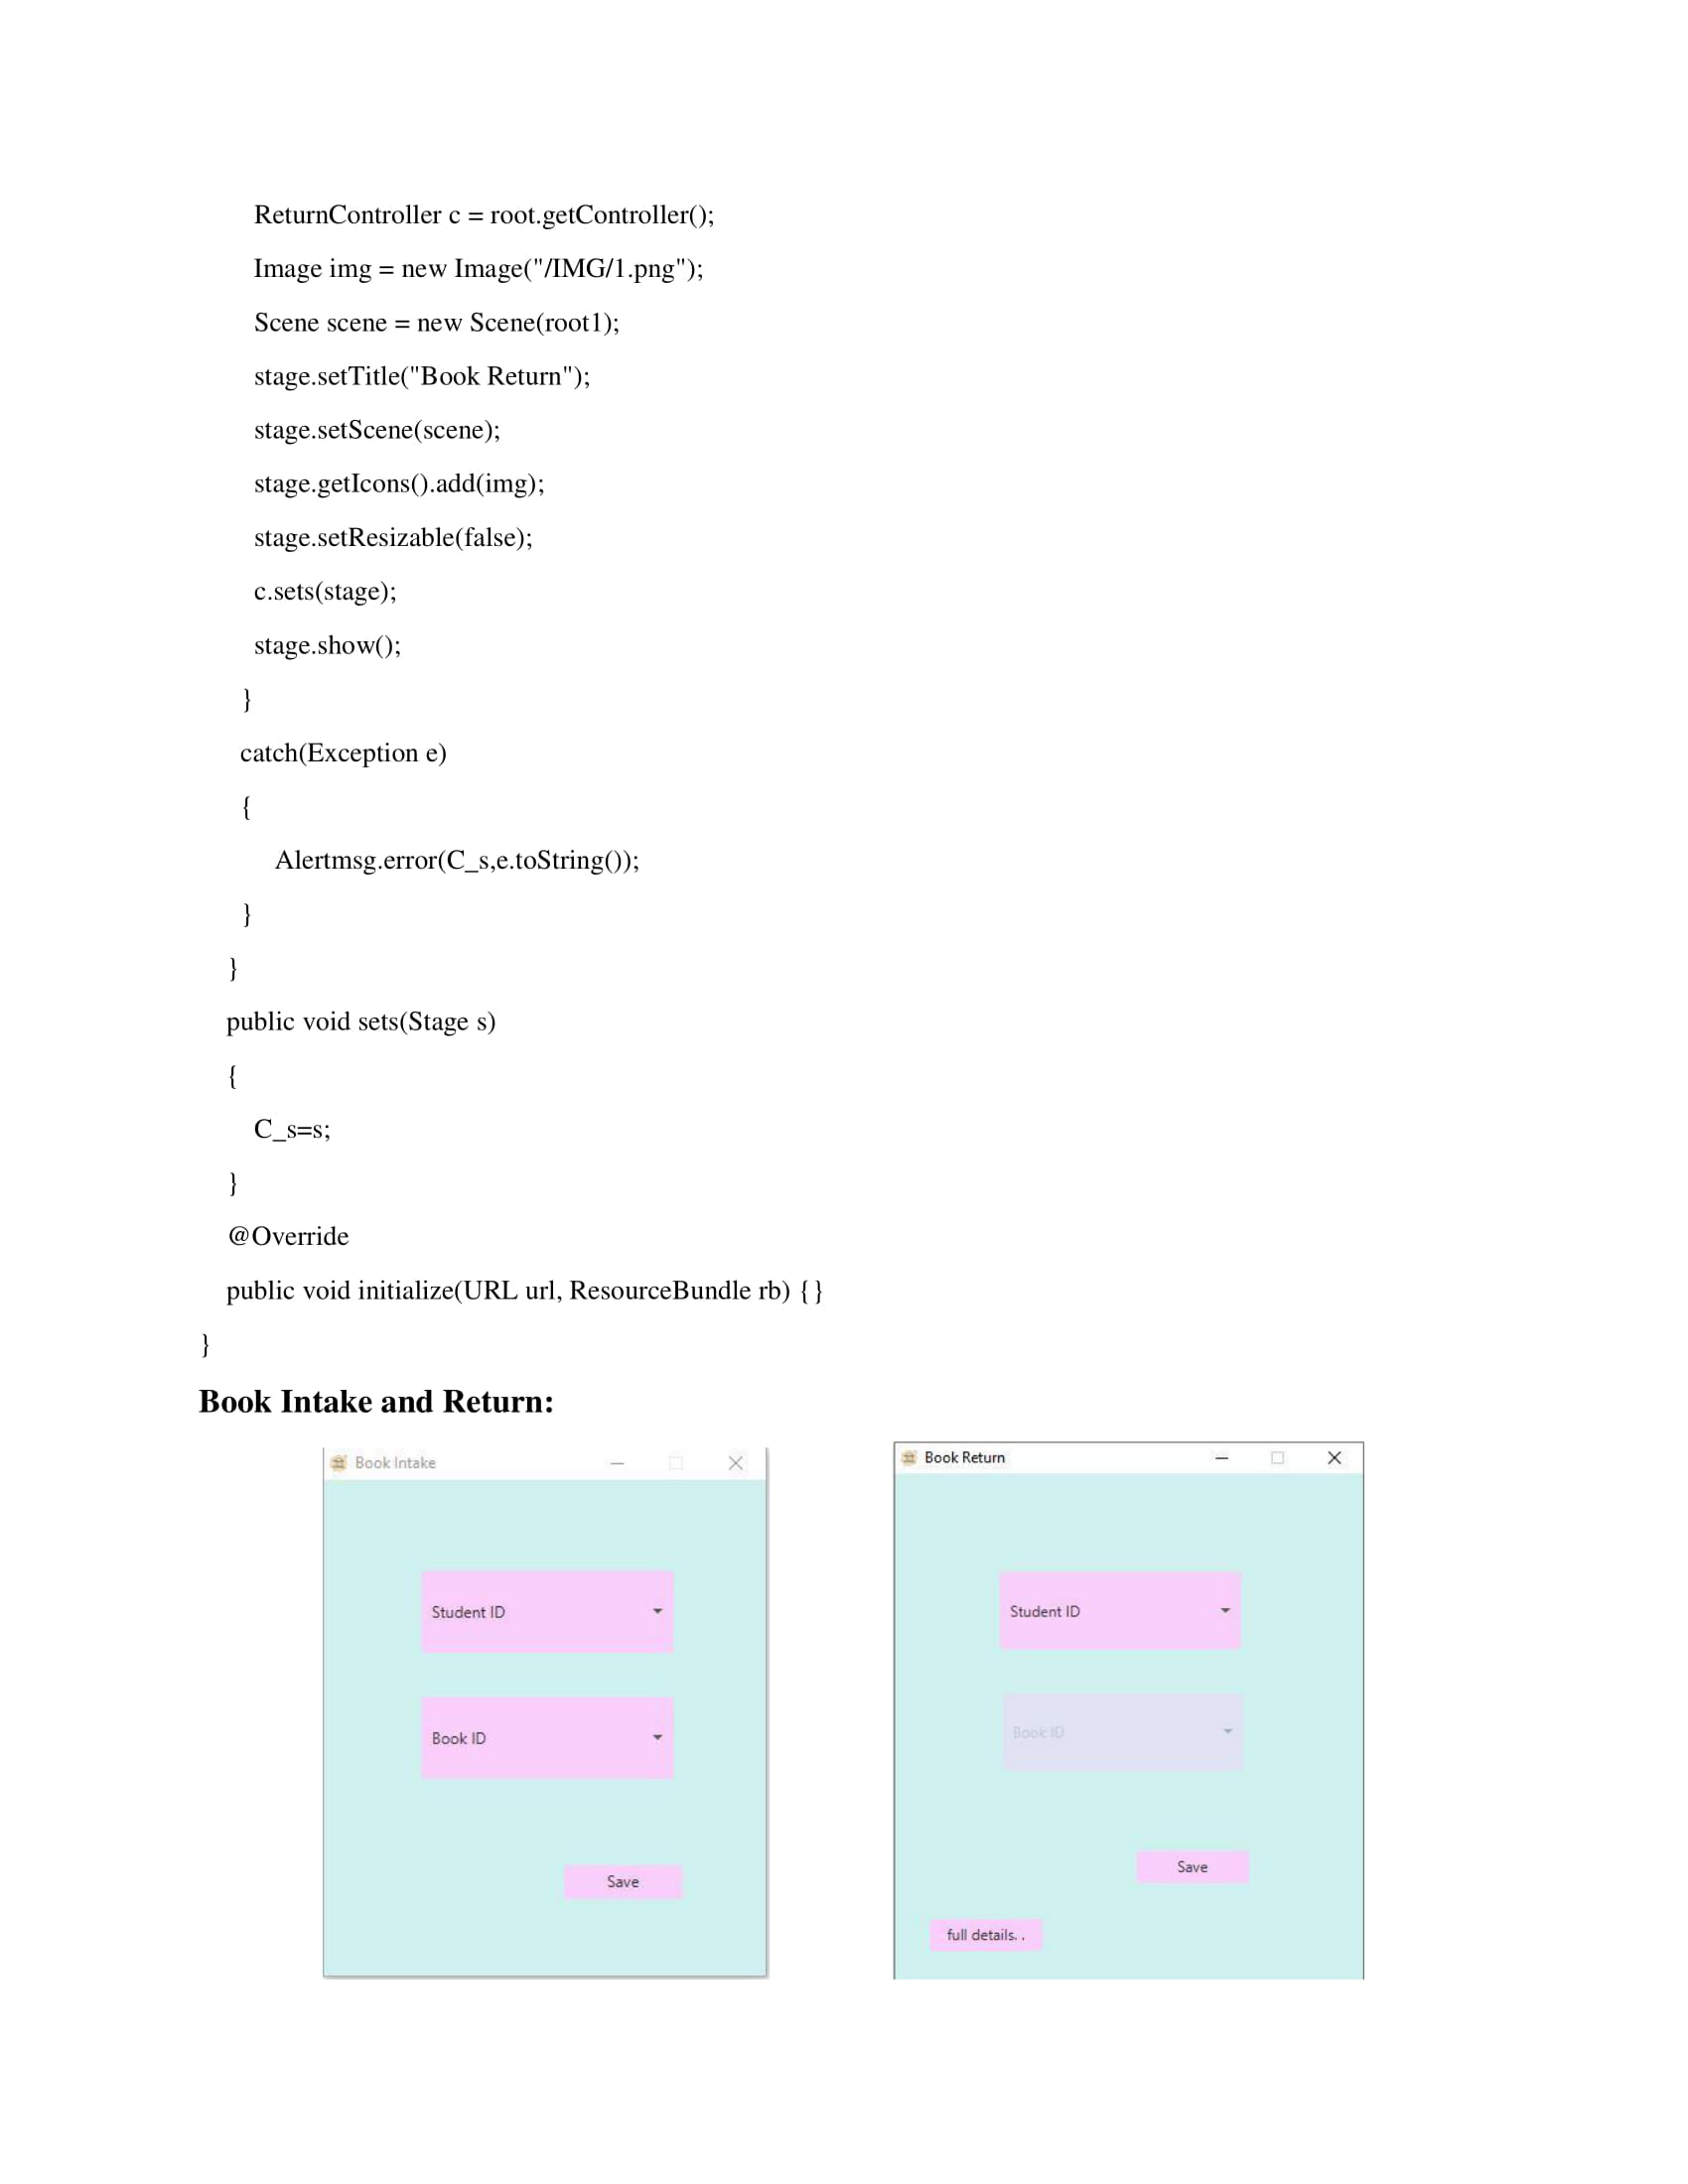 ReturnController c = root.getController();
Image img = new Image("/IMG/1.png");
Scene scene = new Scene(root1);
stage.setTitle("Book Return");
stage.setScene(scene);
stage.getIcons().add(img);
stage.setResizable(false);
c.sets(stage);
stage.show();
}
catch(Exception e)
{
Alertmsg.error(C_s,e.toString());
}
}
public void sets(Stage s)
{
C_s=s;
}
@Override
public void initialize(URL url, ResourceBundle rb) {}
}
Book Intake and Return:
Book Intake
Student ID
Book ID
Save
Book Return
Student ID
Book ID
Save
full details. .